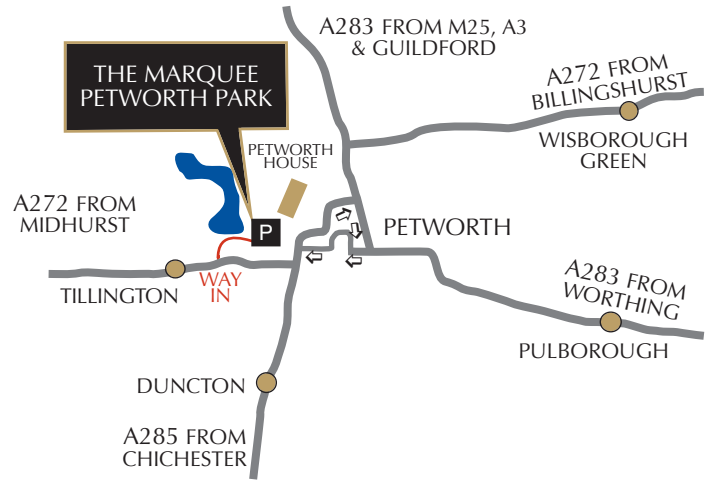 A283 FROM M25, A3
& GUILDFORD
THE MARQUEE
PETWORTH PARK
A272 FROM
BILLINGSHURST
WISBOROUGH
GREEN
PETWORTH
HOUSE
A272 FROM
MIDHURST
P
PETWORTH
TILLINGTON
WAY
IN
A283 FROM
WORTHING
PULBOROUGH
DUNCTON
A285 FROM
CHICHESTER